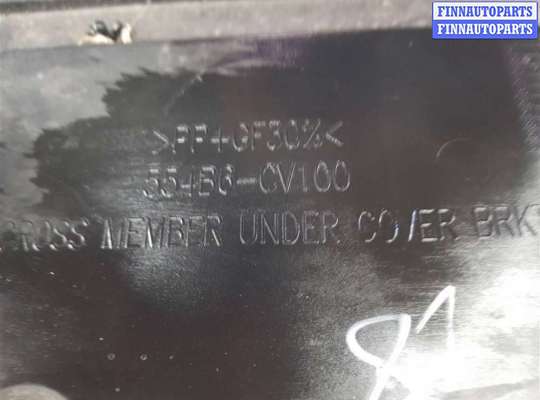 FINNAUTOPARTS
FINNAUTOPARTS
>PP+GF30%<
554B6-CV100
CROSS MEMBER UNDER COVER BRK